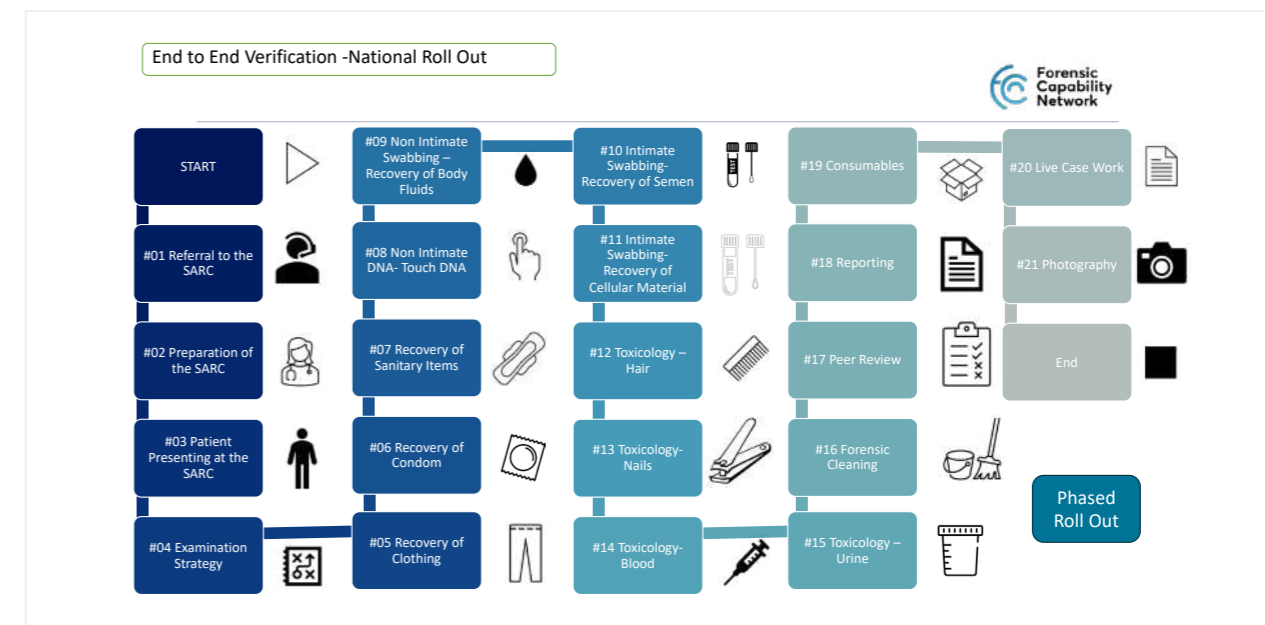 End to End Verification -National Roll Out
Forensic
Capability
Network
START
#01 Referral to the
SARC
#02 Preparation of
the SARC
#03 Patient
Presenting at the
SARC
#04 Examination
Strategy
#05 Recovery of
Clothing
#06 Recovery of
Condom
#07 Recovery of
Sanitary Items
#08 Non Intimate
DNA- Touch DNA
#09 Non Intimate
Swabbing –
Recovery of Body
Fluids
#10 Intimate
Swabbing-
Recovery of Semen
TEST
#11 Intimate
Swabbing-
Recovery of
Cellular Material
TEST
#12 Toxicology –
Hair
#13 Toxicology-
Nails
#14 Toxicology-
Blood
#15 Toxicology –
Urine
#16 Forensic
Cleaning
#17 Peer Review
#18 Reporting
#19 Consumables
#20 Live Case Work
#21 Photography
End
Phased
Roll Out